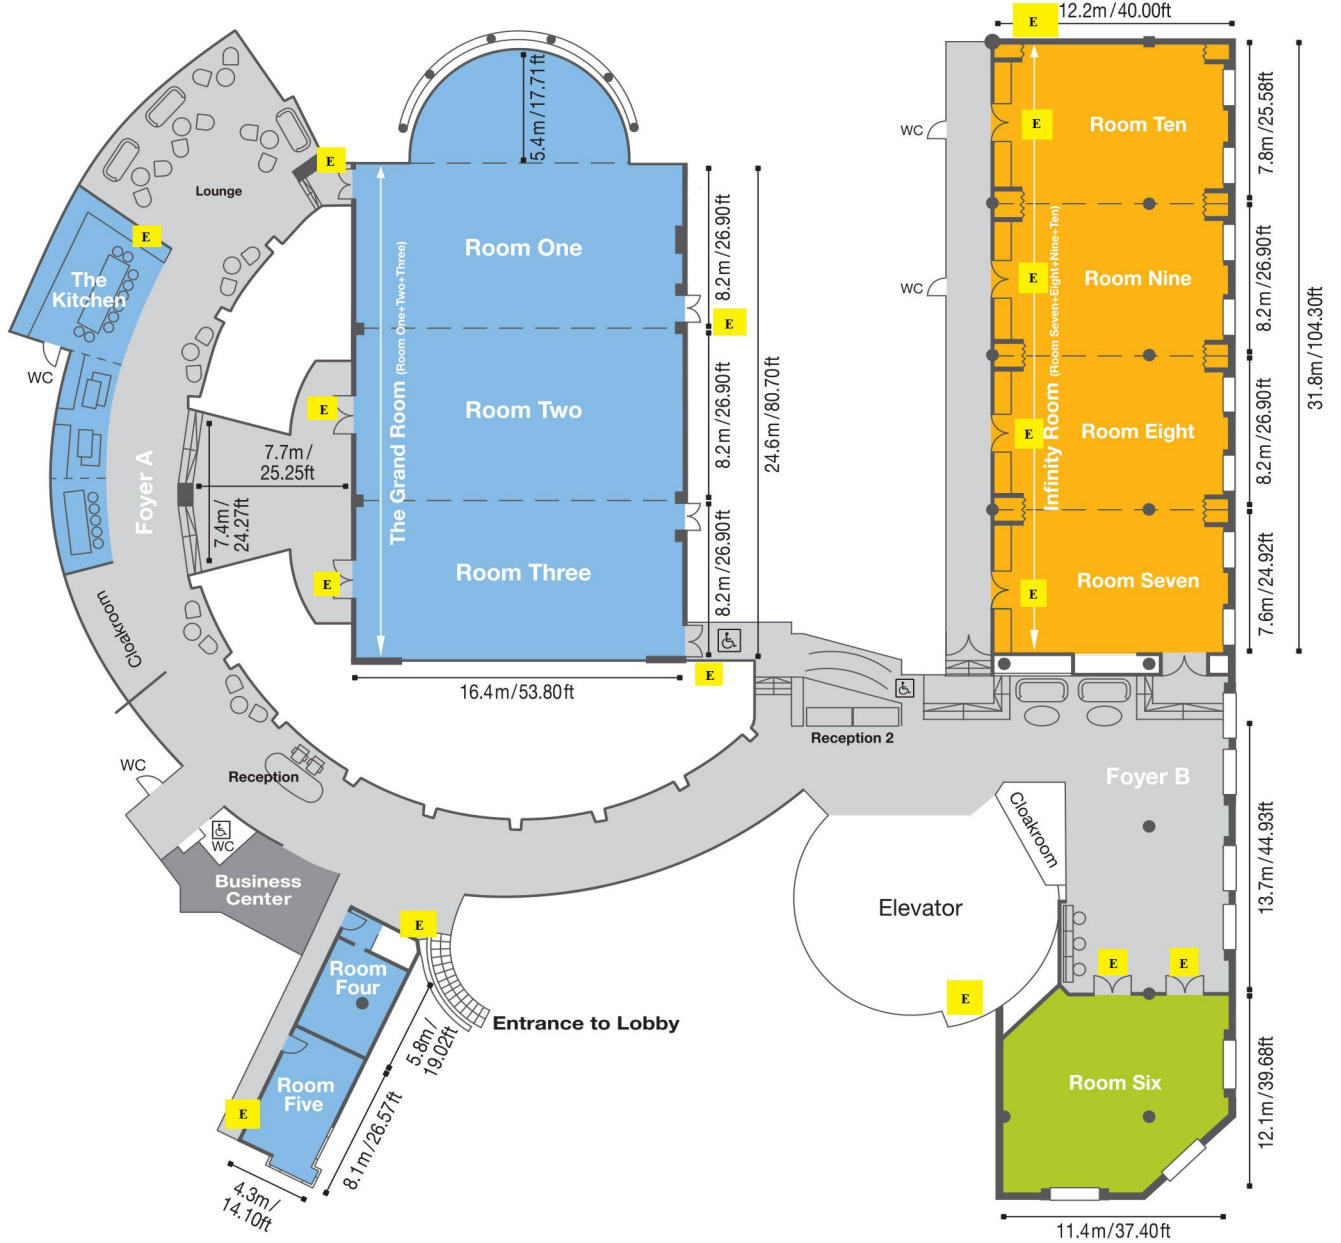 E
12.2m/40.00ft
5.4m/17.71ft
WC
E
Room Ten
7.8m/25.58ft
E
Lounge
E
The
Kitchen
WC
Room One
8.2m/26.90ft
E
WC
E
Room Nine
8.2m/26.90ft
The Grand Room (Room One+Two+Three)
Infinity Room (Room Seven+Eight+Nine+Ten)
31.8m/104.30ft
E
Room Two
8.2m/26.90ft
24.6m/80.70ft
E
Room Eight
8.2m/26.90ft
Foyer A
7.7m/
25.25ft
7.4m/
24.27ft
E
Room Three
8.2m/26.90ft
E
Room Seven
7.6m/24.92ft
Cloakroom
E
16.4m/53.80ft
Reception 2
WC
Reception
Foyer B
WC
Business
Center
Cloakroom
Elevator
13.7m/44.93ft
E
E
E
E
Room
Four
Entrance to Lobby
5.8m/
19.02ft
Room
Five
E
8.1m/26.57ft
4.3m/
14.10ft
Room Six
12.1m/39.68ft
11.4m/37.40ft